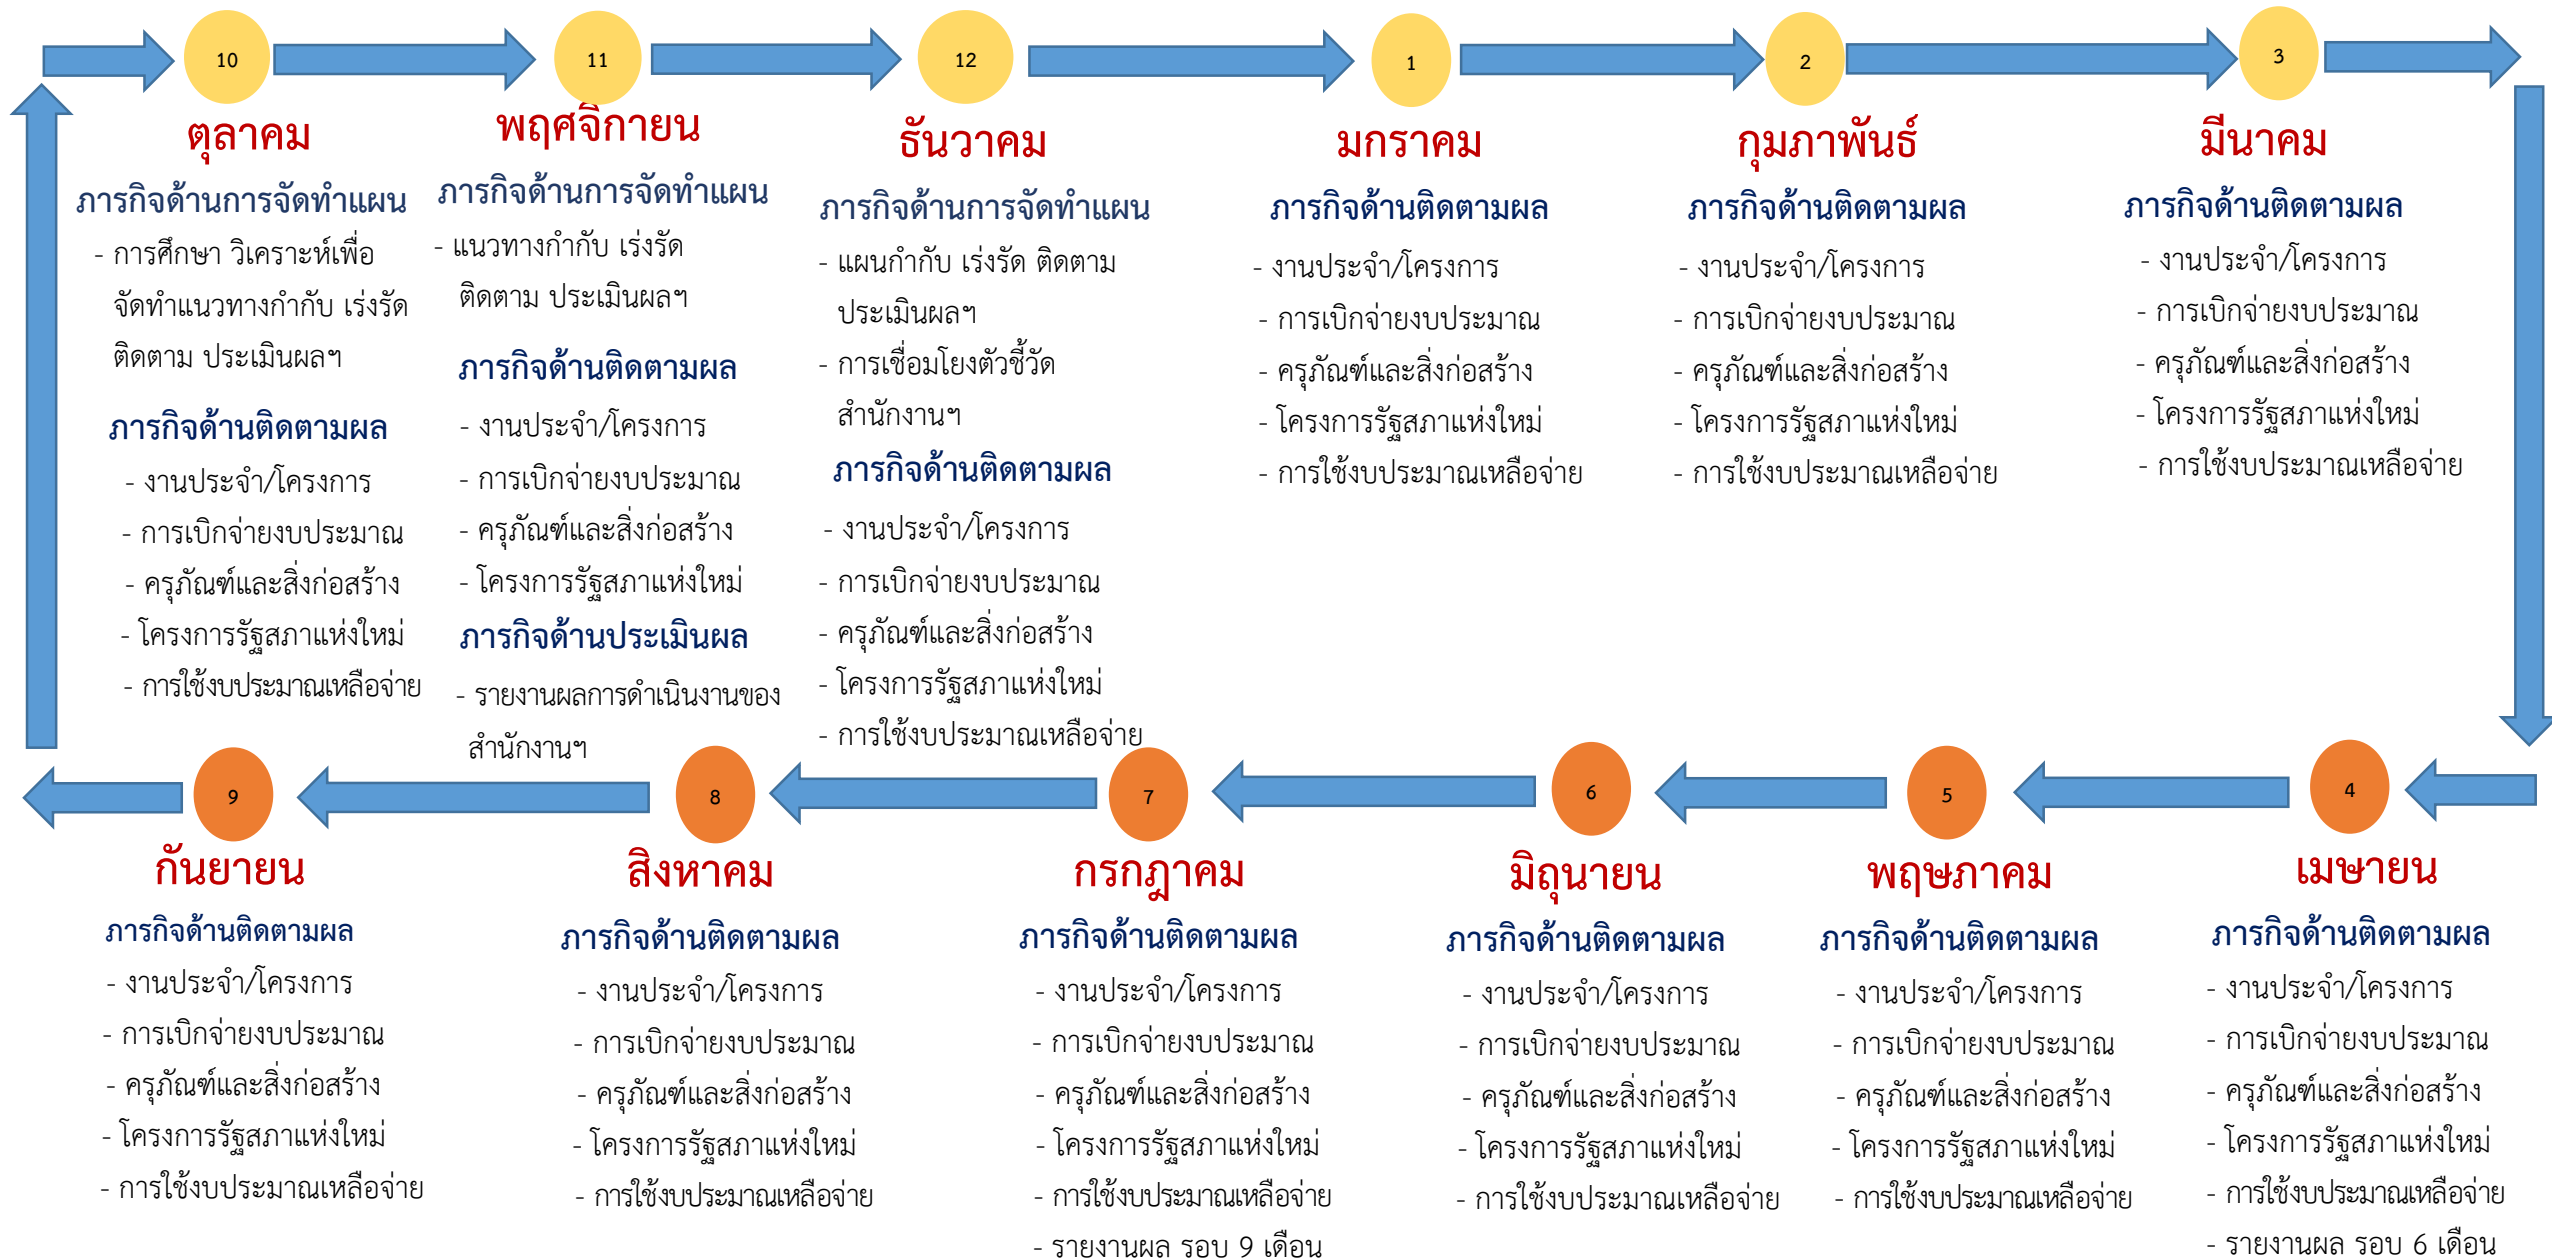 10
ตุลาคม
ภารกิจด้านการจัดทำแผน
- การศึกษา วิเคราะห์เพื่อ
จัดทำแนวทางกำกับ เร่งรัด
ติดตาม ประเมินผลฯ
ภารกิจด้านติดตามผล
- งานประจำ/โครงการ
- การเบิกจ่ายงบประมาณ
- ครุภัณฑ์และสิ่งก่อสร้าง
- โครงการรัฐสภาแห่งใหม่
- การใช้งบประมาณเหลือจ่าย
11
พฤศจิกายน
ภารกิจด้านการจัดทำแผน
- แนวทางกำกับ เร่งรัด
ติดตาม ประเมินผลฯ
ภารกิจด้านติดตามผล
- งานประจำ/โครงการ
- การเบิกจ่ายงบประมาณ
- ครุภัณฑ์และสิ่งก่อสร้าง
- โครงการรัฐสภาแห่งใหม่
ภารกิจด้านประเมินผล
- รายงานผลการดำเนินงานของ
สำนักงานฯ
12
ธันวาคม
ภารกิจด้านการจัดทำแผน
- แผนกำกับ เร่งรัด ติดตาม
ประเมินผลฯ
- การเชื่อมโยงตัวชี้วัด
สำนักงานฯ
ภารกิจด้านติดตามผล
- งานประจำ/โครงการ
- การเบิกจ่ายงบประมาณ
- ครุภัณฑ์และสิ่งก่อสร้าง
- โครงการรัฐสภาแห่งใหม่
- การใช้งบประมาณเหลือจ่าย
1
มกราคม
ภารกิจด้านติดตามผล
- งานประจำ/โครงการ
- การเบิกจ่ายงบประมาณ
- ครุภัณฑ์และสิ่งก่อสร้าง
- โครงการรัฐสภาแห่งใหม่
- การใช้งบประมาณเหลือจ่าย
2
กุมภาพันธ์
ภารกิจด้านติดตามผล
- งานประจำ/โครงการ
- การเบิกจ่ายงบประมาณ
- ครุภัณฑ์และสิ่งก่อสร้าง
- โครงการรัฐสภาแห่งใหม่
- การใช้งบประมาณเหลือจ่าย
3
มีนาคม
ภารกิจด้านติดตามผล
- งานประจำ/โครงการ
- การเบิกจ่ายงบประมาณ
- ครุภัณฑ์และสิ่งก่อสร้าง
- โครงการรัฐสภาแห่งใหม่
- การใช้งบประมาณเหลือจ่าย
9
กันยายน
ภารกิจด้านติดตามผล
- งานประจำ/โครงการ
- การเบิกจ่ายงบประมาณ
- ครุภัณฑ์และสิ่งก่อสร้าง
- โครงการรัฐสภาแห่งใหม่
- การใช้งบประมาณเหลือจ่าย
8
สิงหาคม
ภารกิจด้านติดตามผล
- งานประจำ/โครงการ
- การเบิกจ่ายงบประมาณ
- ครุภัณฑ์และสิ่งก่อสร้าง
- โครงการรัฐสภาแห่งใหม่
- การใช้งบประมาณเหลือจ่าย
7
กรกฎาคม
ภารกิจด้านติดตามผล
- งานประจำ/โครงการ
- การเบิกจ่ายงบประมาณ
- ครุภัณฑ์และสิ่งก่อสร้าง
- โครงการรัฐสภาแห่งใหม่
- การใช้งบประมาณเหลือจ่าย
- รายงานผล รอบ 9 เดือน
6
มิถุนายน
ภารกิจด้านติดตามผล
- งานประจำ/โครงการ
- การเบิกจ่ายงบประมาณ
- ครุภัณฑ์และสิ่งก่อสร้าง
- โครงการรัฐสภาแห่งใหม่
- การใช้งบประมาณเหลือจ่าย
5
พฤษภาคม
ภารกิจด้านติดตามผล
- งานประจำ/โครงการ
- การเบิกจ่ายงบประมาณ
- ครุภัณฑ์และสิ่งก่อสร้าง
- โครงการรัฐสภาแห่งใหม่
- การใช้งบประมาณเหลือจ่าย
4
เมษายน
ภารกิจด้านติดตามผล
- งานประจำ/โครงการ
- การเบิกจ่ายงบประมาณ
- ครุภัณฑ์และสิ่งก่อสร้าง
- โครงการรัฐสภาแห่งใหม่
- การใช้งบประมาณเหลือจ่าย
- รายงานผล รอบ 6 เดือน